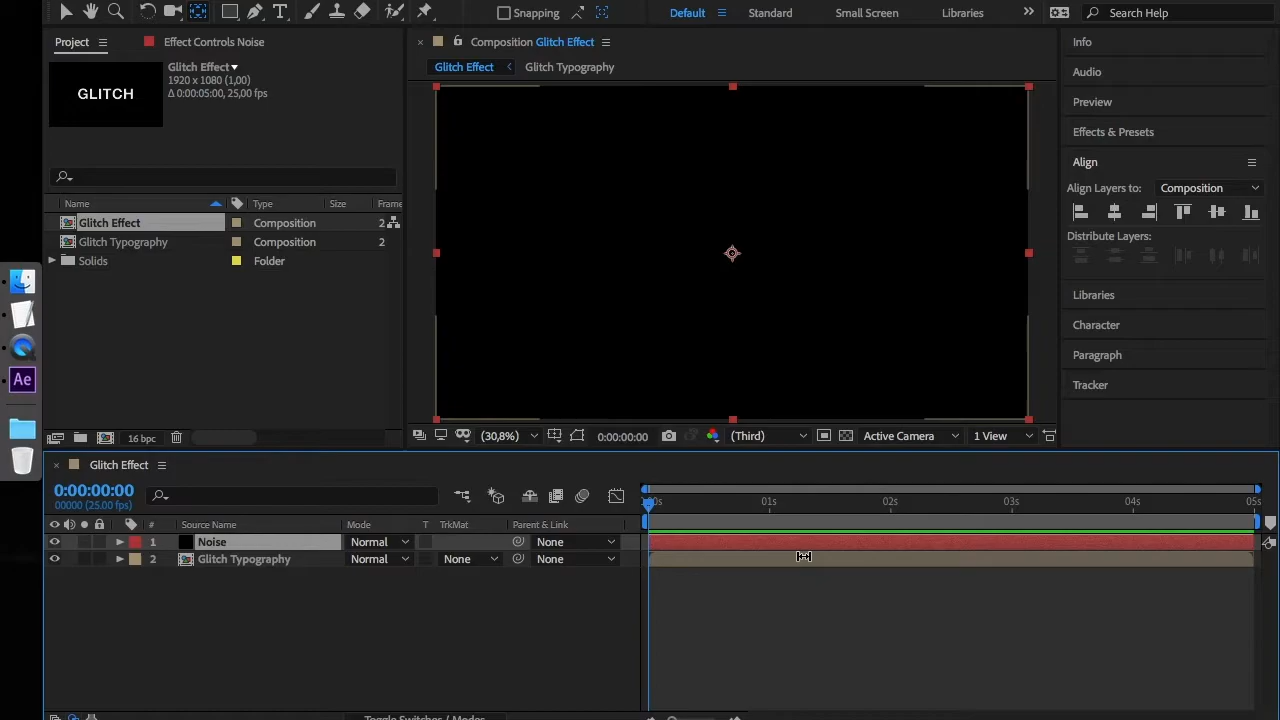 Snapping
Default
Standard
Small Screen
Libraries
Search Help
Project
Effect Controls Noise
Glitch Effect
1920 x 1080 (1,00)
Δ 0:00:05:00, 25,00 fps
GLITCH
Name
Type
Size
Frame
Glitch Effect
Composition
2
Glitch Typography
Composition
2
Solids
Folder
16 bpc
Composition Glitch Effect
Glitch Effect
Glitch Typography
(30,8%)
0:00:00:00
(Third)
Active Camera
1 View
Info
Audio
Preview
Effects & Presets
Align
Align Layers to:
Composition
Distribute Layers:
Libraries
Character
Paragraph
Tracker
Ae
Glitch Effect
0:00:00:00
00000 (25.00 fps)
01s
02s
03s
04s
05s
# Source Name
Mode
T TrkMat
Parent & Link
1 Noise
Normal
None
2 Glitch Typography
Normal
None
None
Toggle Switches / Modes